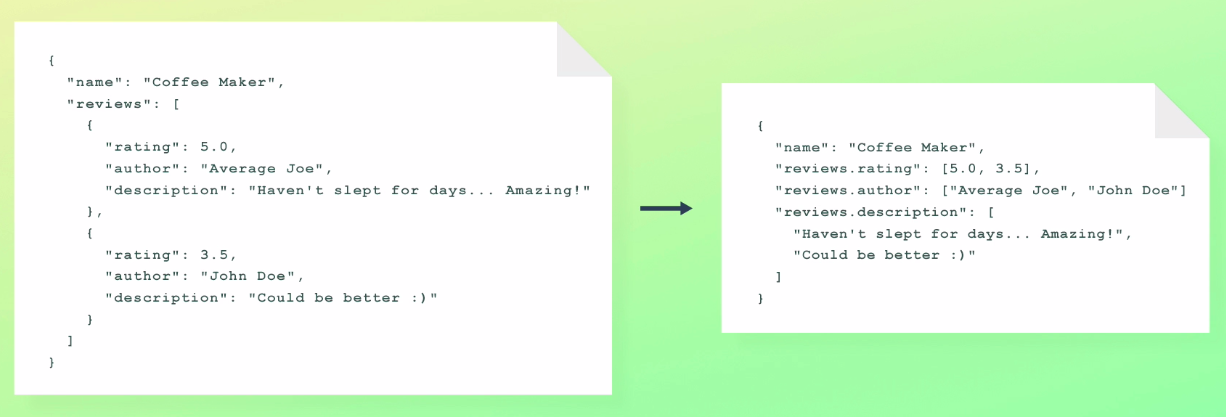 {
"name": "Coffee Maker",
"reviews": [
{
"rating": 5.0,
"author": "Average Joe",
"description": "Haven't slept for days... Amazing!"
},
{
"rating": 3.5,
"author": "John Doe",
"description": "Could be better :)"
}
]
}
{
"name": "Coffee Maker",
"reviews.rating": [5.0, 3.5],
"reviews.author": ["Average Joe", "John Doe"]
"reviews.description": [
"Haven't slept for days... Amazing!",
"Could be better :)"
]
}